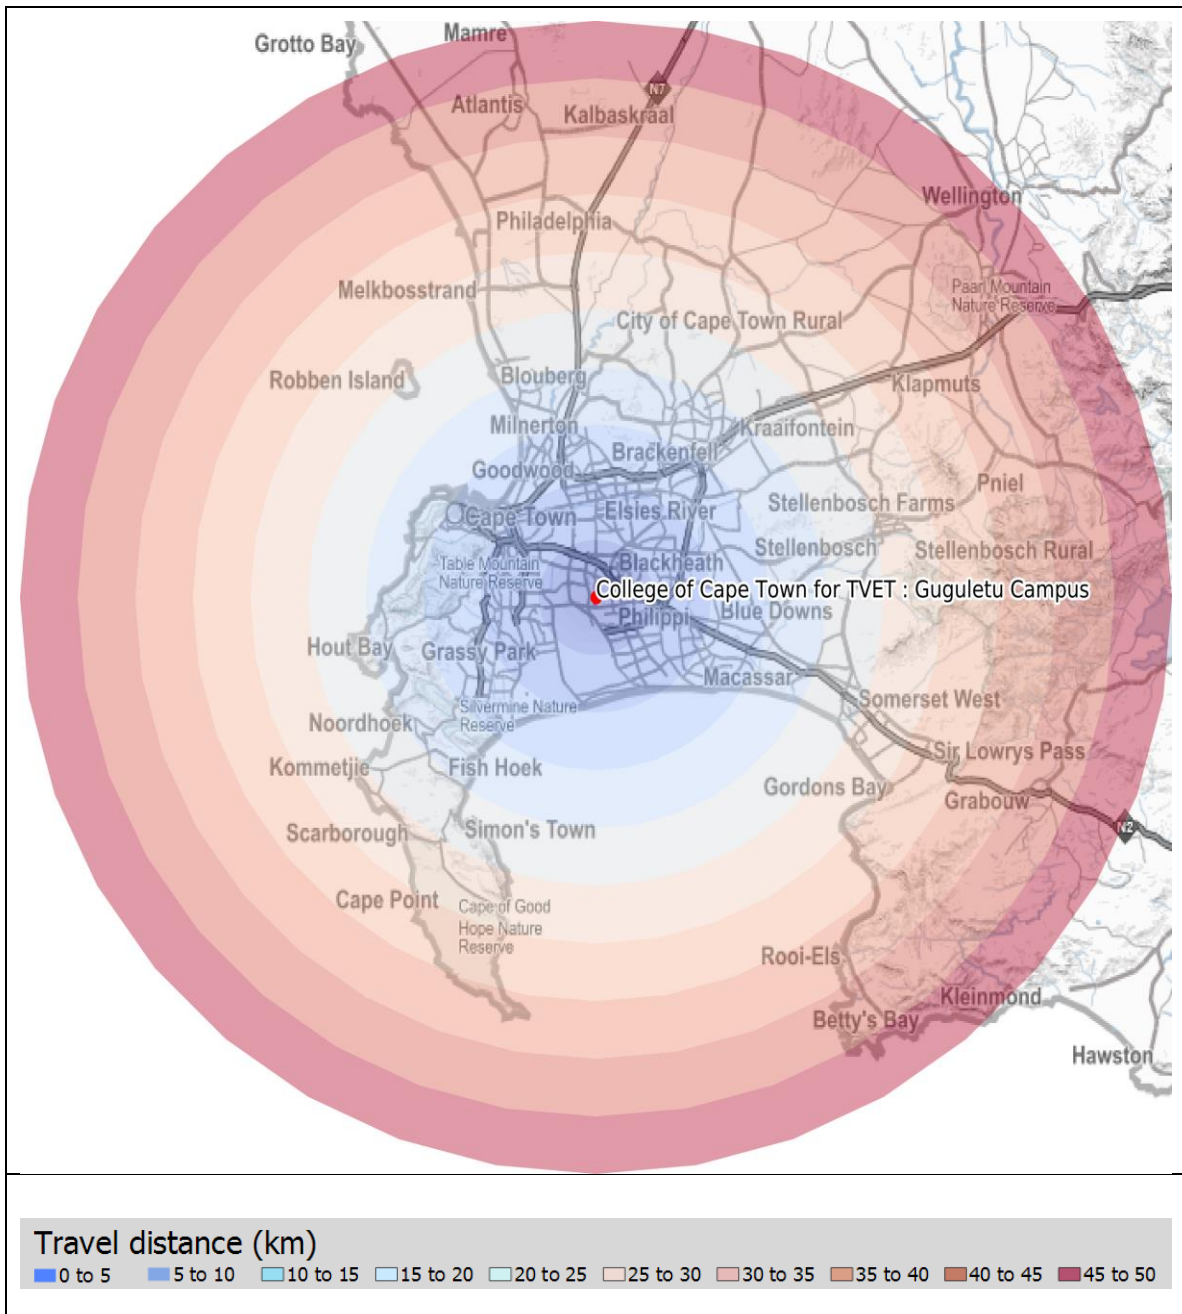 Mamre
Grotto Bay
N7
Atlantis
Kalbaskraal
Wellington
Philadelphia
Melkbosstrand
Paarl Mountain
Nature Reserve
City of Cape Town Rural
Robben Island
Blouberg
Klapmuts
Milnerton
Kraaifontein
Goodwood
Brackenfell
Pniel
Cape Town
Elsies River
Stellenbosch Farms
Stellenbosch
Stellenbosch Rural
Table Mountain
Nature Reserve
Blackheath
College of Cape Town for TVET : Guguletu Campus
Philippi
Blue Downs
Hout Bay
Grassy Park
Macassar
Somerset West
Silvermine Nature
Reserve
Noordhoek
Sir Lowrys Pass
Kommetjie
Fish Hoek
Gordons Bay
Grabouw
N2
Scarborough
Simon's Town
Cape Point
Cape of Good
Hope Nature
Reserve
Rooi-Els
Kleinmond
Betty's Bay
Hawston
Travel distance (km)
0 to 5 5 to 10 10 to 15 15 to 20 20 to 25 25 to 30 30 to 35 35 to 40 40 to 45 45 to 50